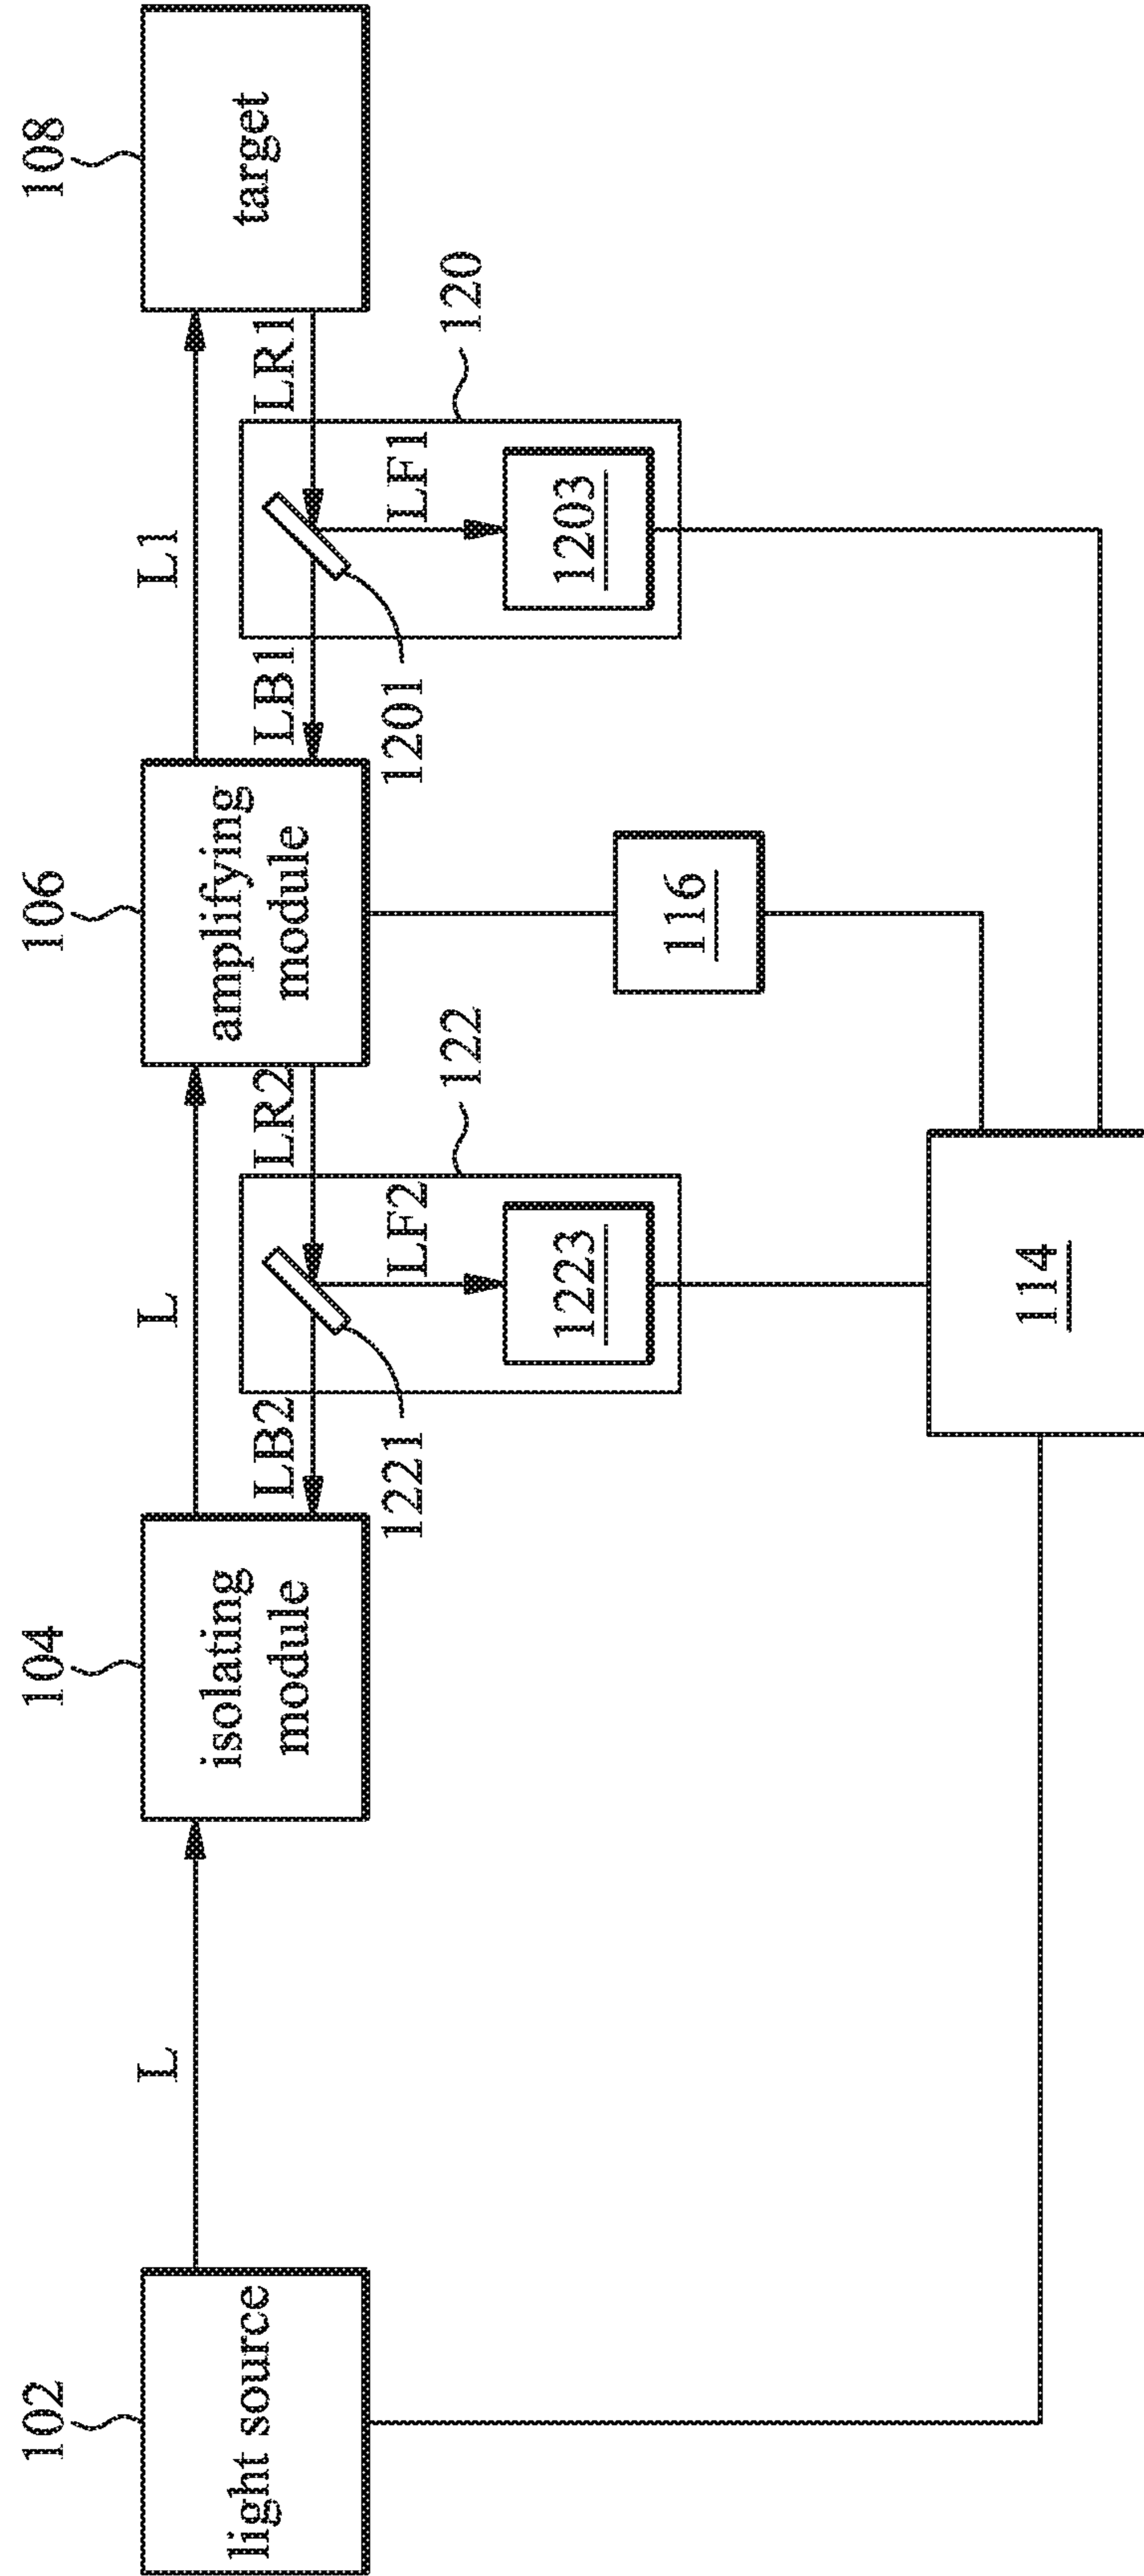 102
104
106
108
light source
isolating
module
amplifying
module
target
L
L
L1
LB2
LR2
LB1
LR1
LF2
LF1
1221
122
1201
120
1223
1203
116
114